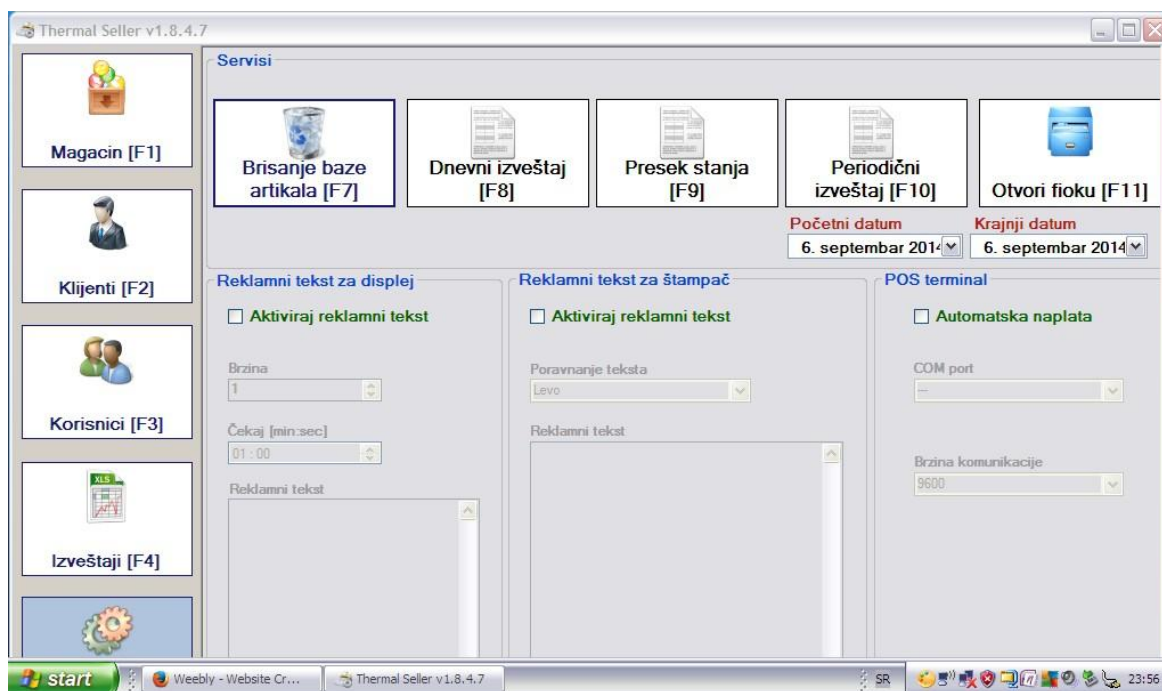 Thermal Seller v1.8.4.7
Magacin [F1]
Klijenti [F2]
Korisnici [F3]
XLS
Izveštaji [F4]
Servisi
Brisanje baze
artikala [F7]
Dnevni izveštaj
[F8]
Presek stanja
[F9]
Periodični
izveštaj [F10]
Otvori fioku [F11]
Početni datum
6. septembar 2014
Krajnji datum
6. septembar 2014
Reklamni tekst za displej
Aktiviraj reklamni tekst
Brzina
1
Čekaj [min:sec]
01 : 00
Reklamni tekst
Reklamni tekst za štampač
Aktiviraj reklamni tekst
Poravnanje teksta
Levo
Reklamni tekst
POS terminal
Automatska naplata
COM port
---
Brzina komunikacije
9600
start
Weebly - Website Cr...
Thermal Seller v1.8.4.7
SR
23:56